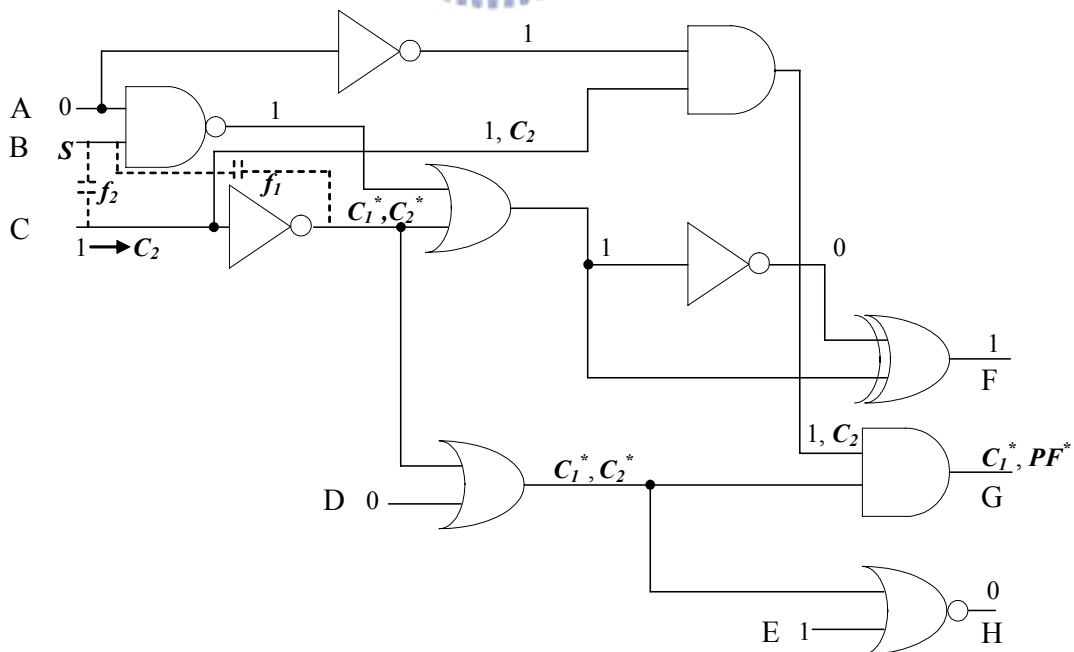 1
A 0
1
B S
1, C₂
f₂
f₁
C₁*,C₂*
C
1 → C₂
1
0
1
F
1, C₂
C₁*, C₂*
C₁*, PF*
D 0
G
0
E 1
H